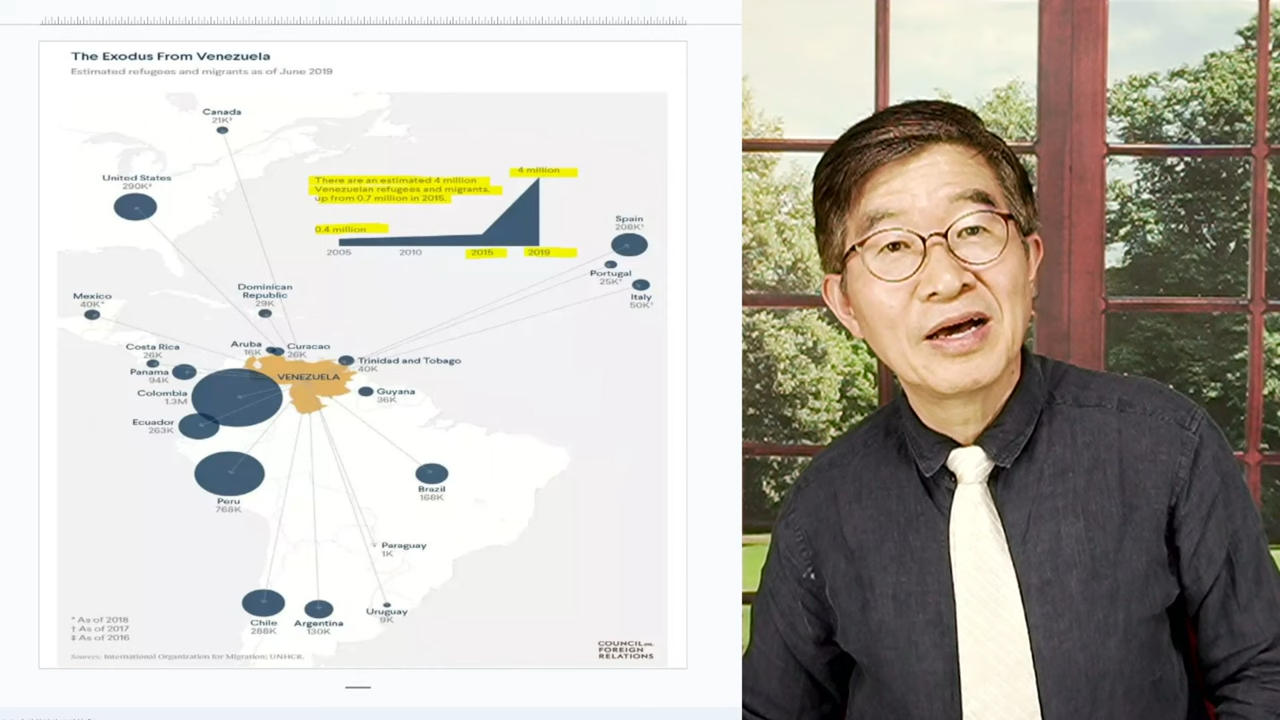 The Exodus From Venezuela
Estimated refugees and migrants as of June 2019
Canada
21K‡
United States
290K‡
There are an estimated 4 million
Venezuelan refugees and migrants,
up from 0.7 million in 2015.
4 million
0.4 million
2005
2010
2015
2019
Spain
208K†
Portugal
25K†
Italy
50K†
Mexico
40K*
Dominican
Republic
29K
Costa Rica
26K
Aruba
16K
Curacao
26K
Trinidad and Tobago
40K
Panama
94K
VENEZUELA
Colombia
1.3M
Guyana
36K
Ecuador
263K
Peru
768K
Brazil
168K
Paraguay
1K
Chile
288K
Argentina
130K
Uruguay
9K
* As of 2018
† As of 2017
‡ As of 2016
Sources: International Organization for Migration; UNHCR.
COUNCIL on
FOREIGN
RELATIONS